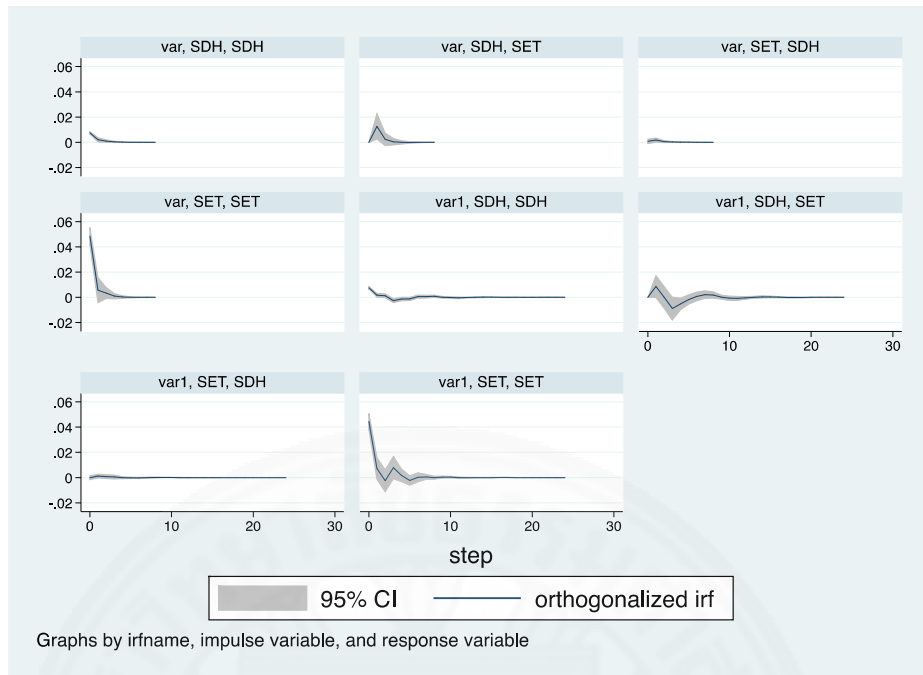 var, SDH, SDH
var, SDH, SET
var, SET, SDH
.06
.04
.02
0
-.02
var, SET, SET
var1, SDH, SDH
var1, SDH, SET
.06
.04
.02
0
-.02
0 10 20 30
var1, SET, SDH
var1, SET, SET
.06
.04
.02
0
-.02
0 10 20 30
0 10 20 30
step
95% CI
orthogonalized irf
Graphs by irfname, impulse variable, and response variable